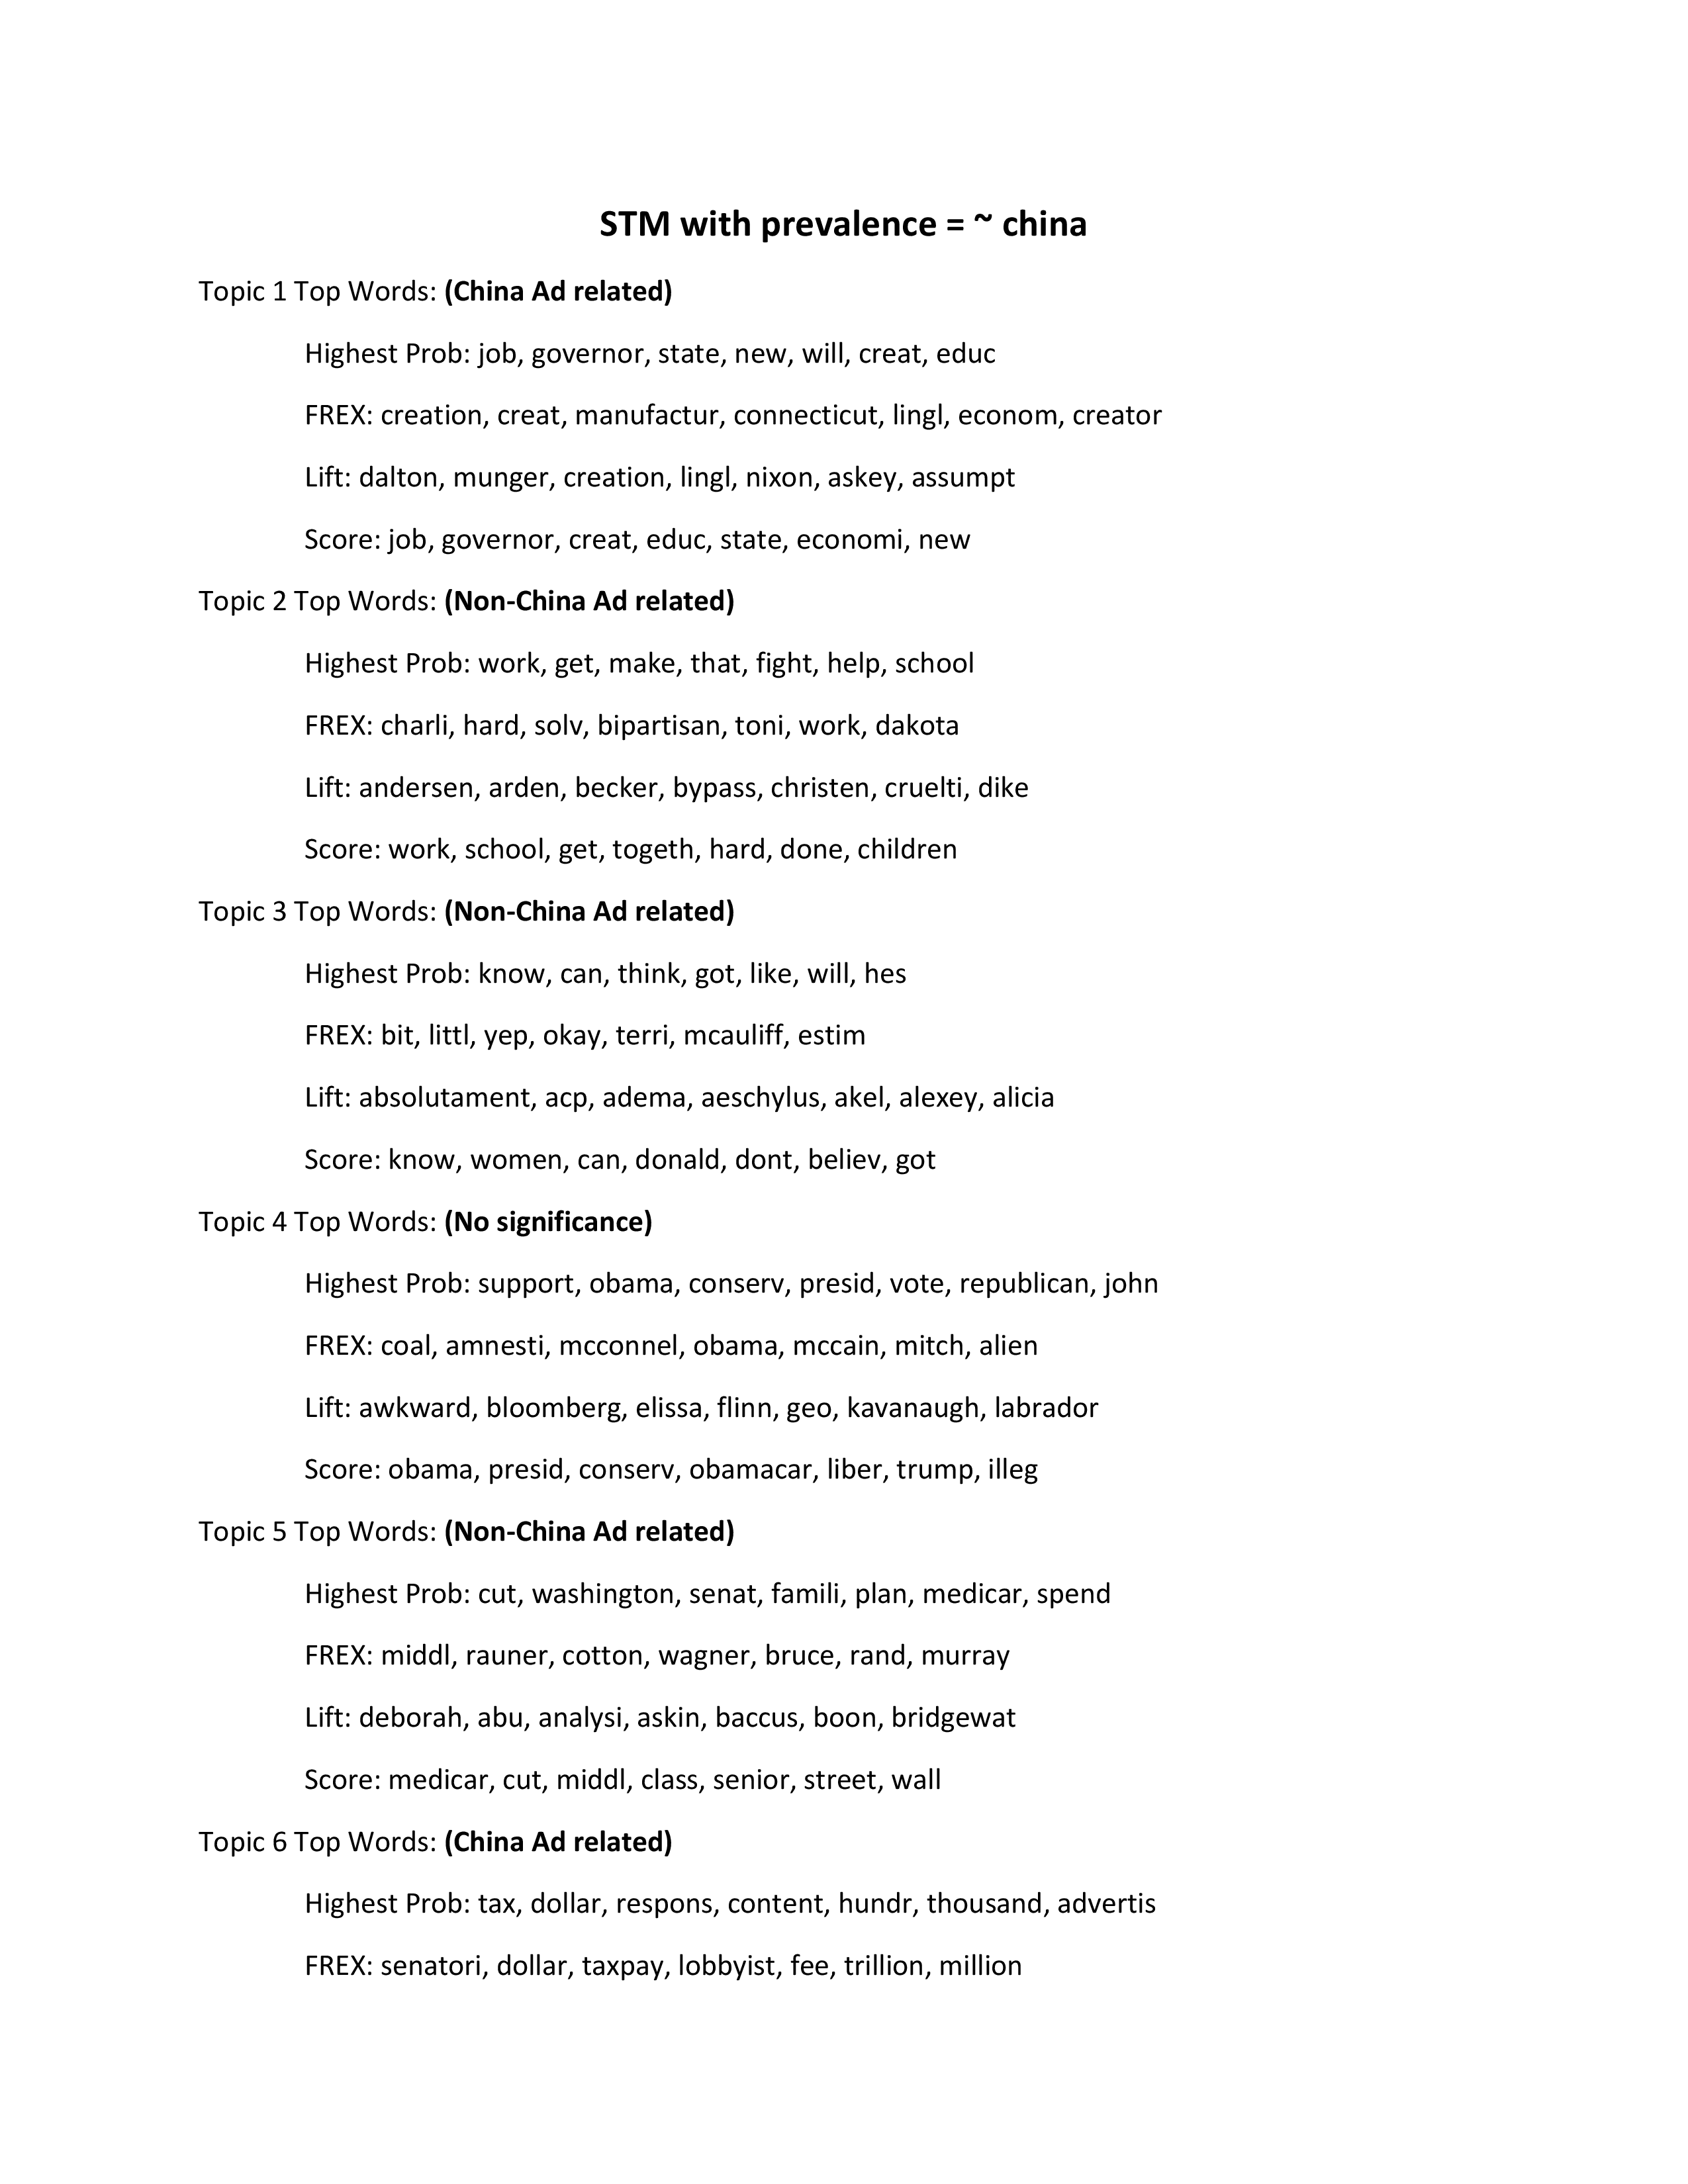 STM with prevalence = ~ china
Topic 1 Top Words: (China Ad related)
Highest Prob: job, governor, state, new, will, creat, educ
FREX: creation, creat, manufactur, connecticut, lingl, econom, creator
Lift: dalton, munger, creation, lingl, nixon, askey, assumpt
Score: job, governor, creat, educ, state, economi, new
Topic 2 Top Words: (Non-China Ad related)
Highest Prob: work, get, make, that, fight, help, school
FREX: charli, hard, solv, bipartisan, toni, work, dakota
Lift: andersen, arden, becker, bypass, christen, cruelti, dike
Score: work, school, get, togeth, hard, done, children
Topic 3 Top Words: (Non-China Ad related)
Highest Prob: know, can, think, got, like, will, hes
FREX: bit, littl, yep, okay, terri, mcauliff, estim
Lift: absolutament, acp, adema, aeschylus, akel, alexey, alicia
Score: know, women, can, donald, dont, believ, got
Topic 4 Top Words: (No significance)
Highest Prob: support, obama, conserv, presid, vote, republican, john
FREX: coal, amnesti, mcconnel, obama, mccain, mitch, alien
Lift: awkward, bloomberg, elissa, flinn, geo, kavanaugh, labrador
Score: obama, presid, conserv, obamacar, liber, trump, illeg
Topic 5 Top Words: (Non-China Ad related)
Highest Prob: cut, washington, senat, famili, plan, medicar, spend
FREX: middl, rauner, cotton, wagner, bruce, rand, murray
Lift: deborah, abu, analysi, askin, baccus, boon, bridgewat
Score: medicar, cut, middl, class, senior, street, wall
Topic 6 Top Words: (China Ad related)
Highest Prob: tax, dollar, respons, content, hundr, thousand, advertis
FREX: senatori, dollar, taxpay, lobbyist, fee, trillion, million